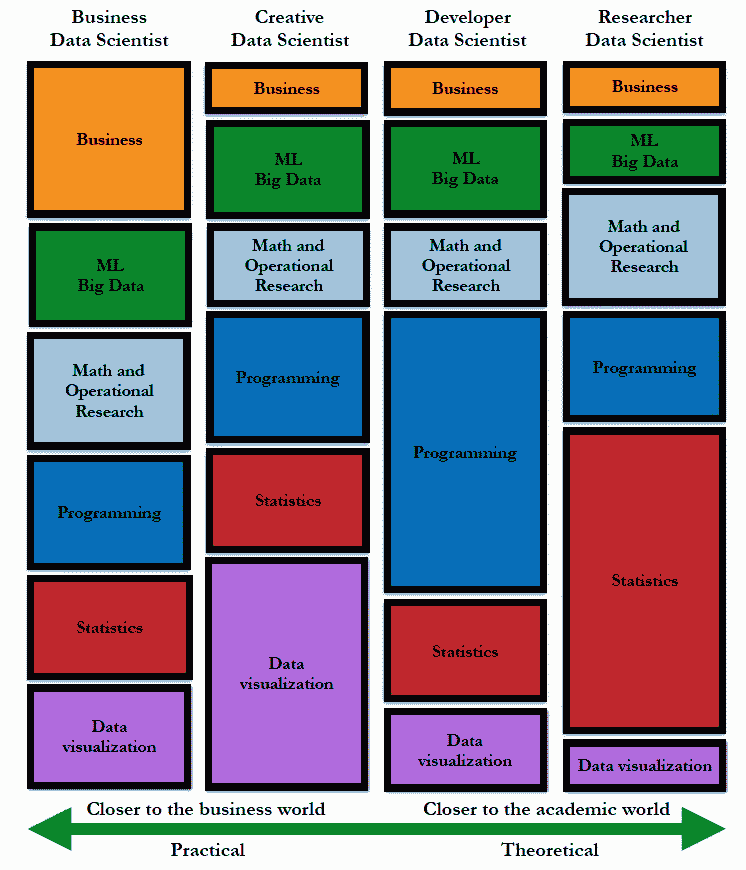 Business
Data Scientist
Business
ML
Big Data
Math and
Operational
Research
Programming
Statistics
Data
visualization
Creative
Data Scientist
Business
ML
Big Data
Math and
Operational
Research
Programming
Statistics
Data
visualization
Developer
Data Scientist
Business
ML
Big Data
Math and
Operational
Research
Programming
Statistics
Data
visualization
Researcher
Data Scientist
Business
ML
Big Data
Math and
Operational
Research
Programming
Statistics
Data visualization
Closer to the business world
Closer to the academic world
Practical
Theoretical